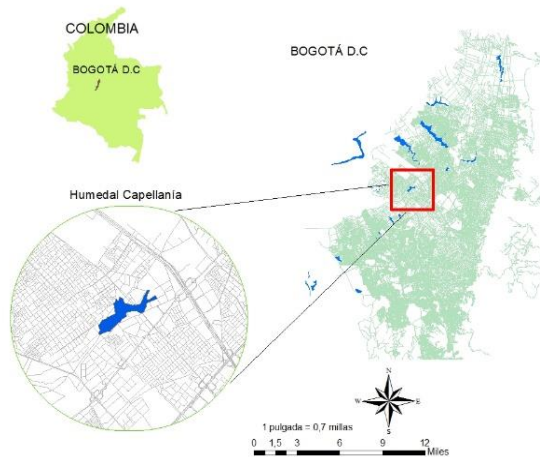 COLOMBIA
BOGOTÁ D.C
BOGOTÁ D.C
Humedal Capellanía
N
W
E
S
1 pulgada = 0,7 millas
0 1,5 3 6 9 12
Miles